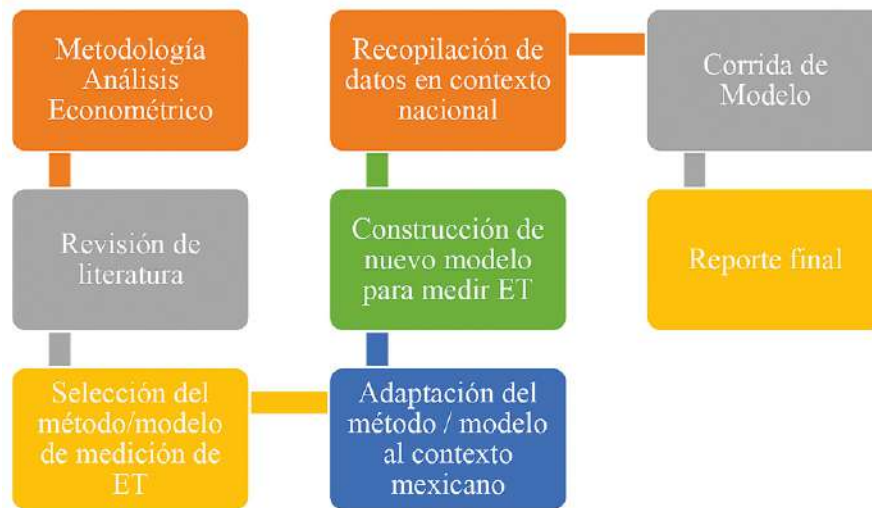 Metodología
Análisis
Econométrico
Revisión de
literatura
Selección del
método/modelo
de medición de
ET
Adaptación del
método / modelo
al contexto
mexicano
Construcción de
nuevo modelo
para medir ET
Recopilación de
datos en contexto
nacional
Corrida de
Modelo
Reporte final